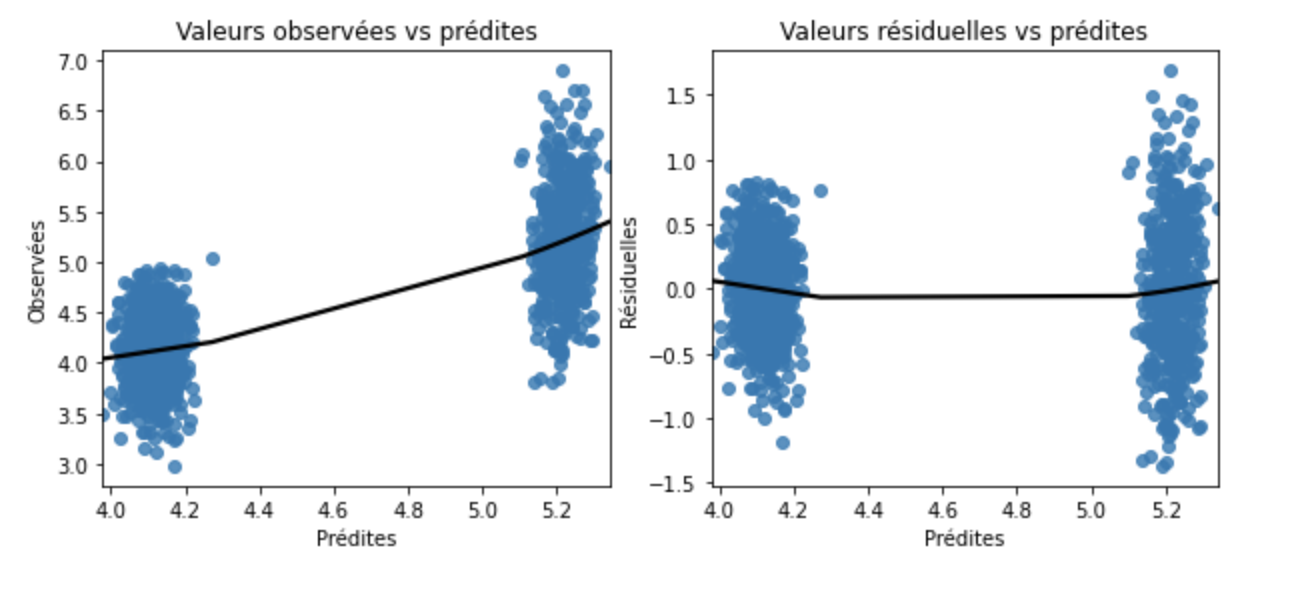 Valeurs observées vs prédites
7.0
6.5
6.0
5.5
5.0
4.5
4.0
3.5
3.0
Observées
4.0 4.2 4.4 4.6 4.8 5.0 5.2
Prédites
Valeurs résiduelles vs prédites
1.5
1.0
0.5
0.0
−0.5
−1.0
−1.5
Résiduelles
4.0 4.2 4.4 4.6 4.8 5.0 5.2
Prédites